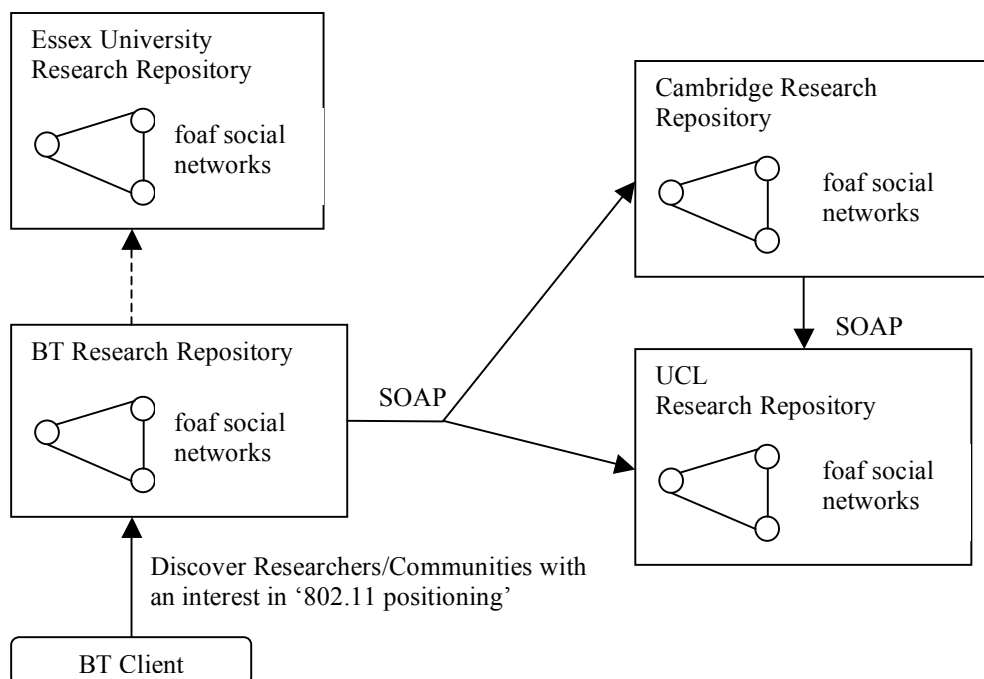 Essex University
Research Repository
foaf social
networks
Cambridge Research
Repository
foaf social
networks
SOAP
BT Research Repository
foaf social
networks
SOAP
UCL
Research Repository
foaf social
networks
Discover Researchers/Communities with
an interest in ‘802.11 positioning’
BT Client